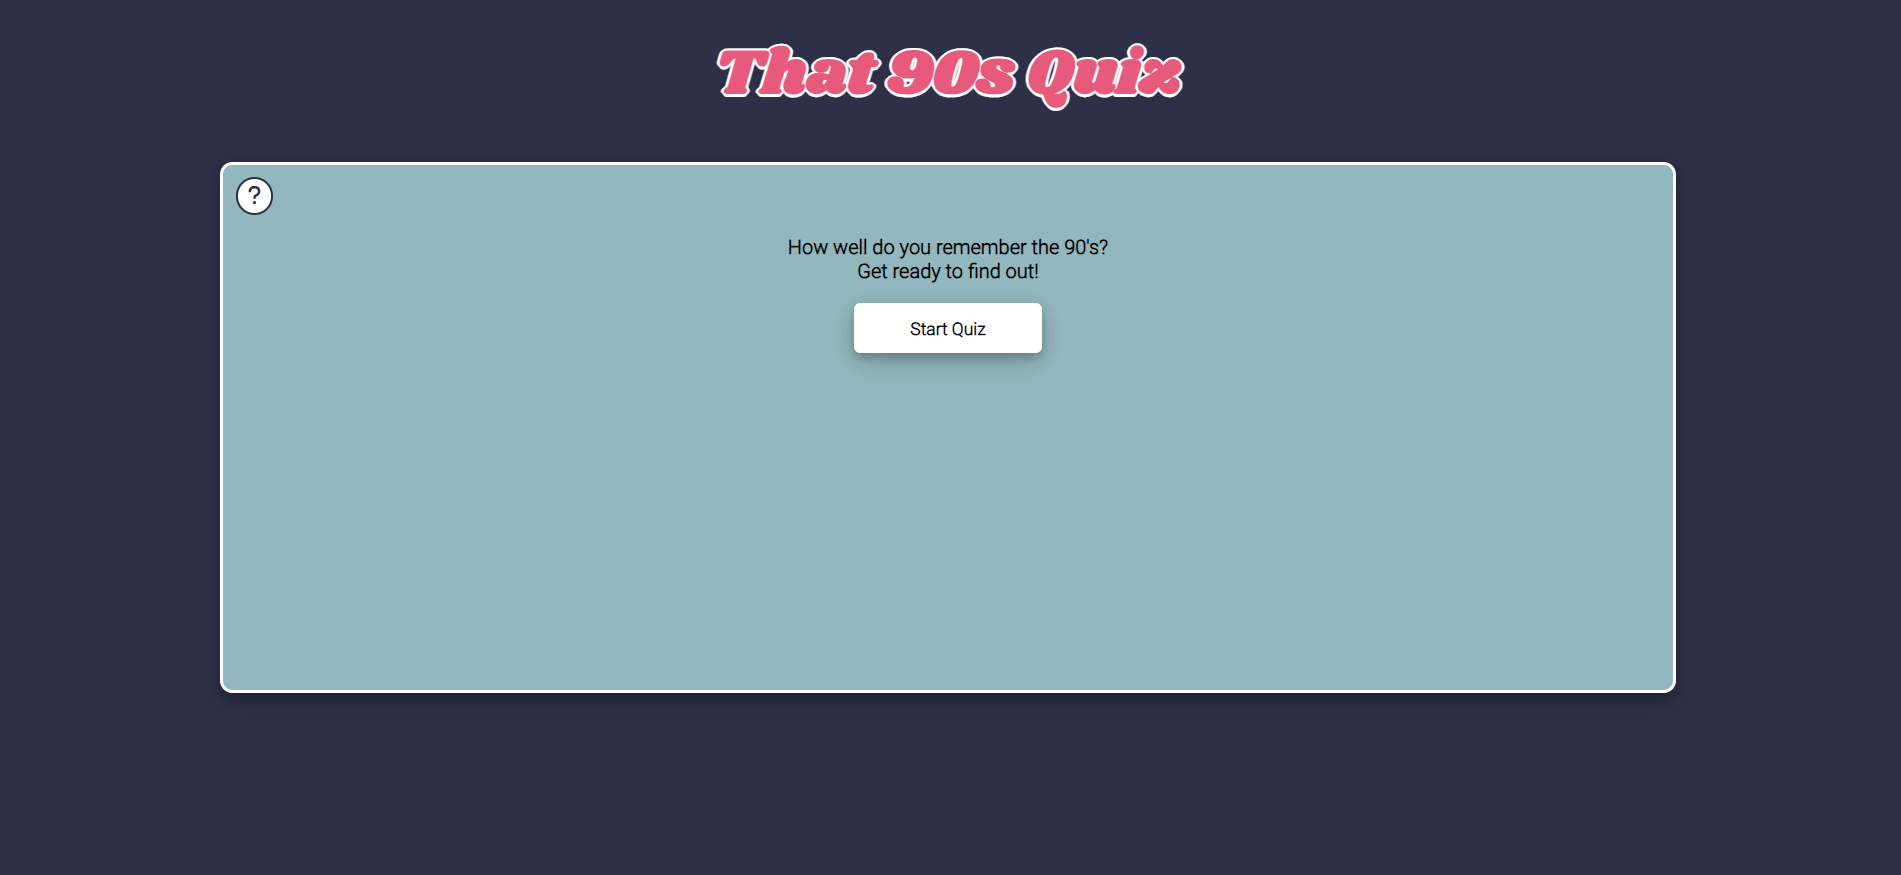 That 90s Quiz
?
How well do you remember the 90's?
Get ready to find out!
Start Quiz